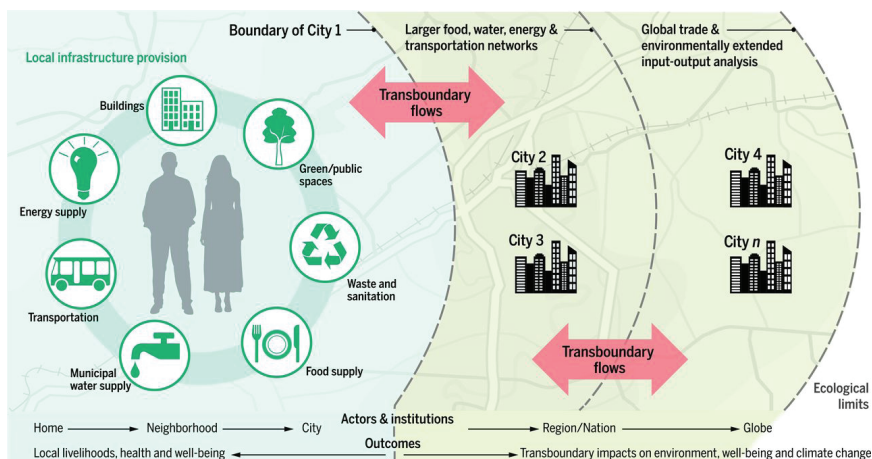 Boundary of City 1
Larger food, water, energy &
transportation networks
Global trade &
environmentally extended
input-output analysis
Local infrastructure provision
Buildings
Green/public
spaces
Energy supply
Waste and
sanitation
Transportation
Municipal
water supply
Food supply
Transboundary
flows
City 2
City 3
City 4
City n
Transboundary
flows
Ecological
limits
Actors & institutions
Home
Neighborhood
City
Region/Nation
Globe
Outcomes
Local livelihoods, health and well-being
Transboundary impacts on environment, well-being and climate change